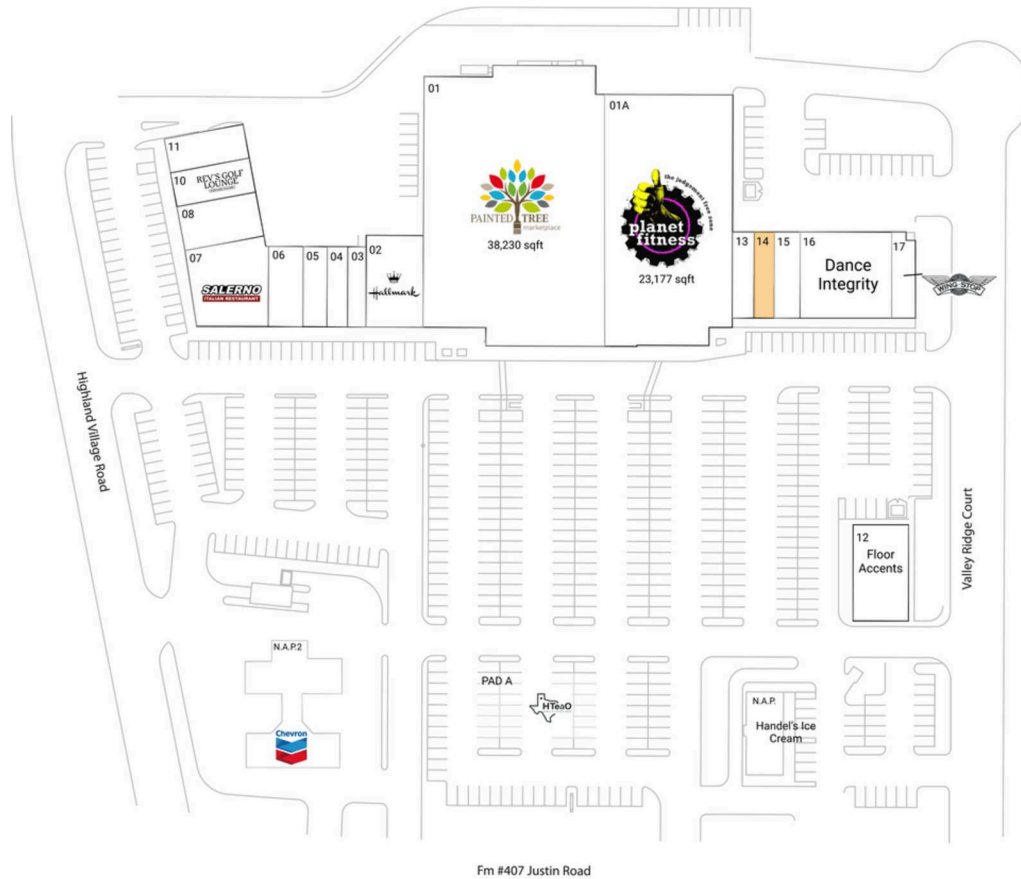 01
01A
11
10
REV'S GOLF
LOUNGE
08
07
SALERNO
ITALIAN RESTAURANT
06
05
04
03
02
Hallmark
PAINTED TREE
marketplace
38,230 sqft
the judgement free zone
planet
fitness
23,177 sqft
13
14
15
16
Dance
Integrity
17
WING STOP
Highland Village Road
Valley Ridge Court
12
Floor
Accents
N.A.P.2
Chevron
PAD A
HTeaO
N.A.P.
Handel's Ice
Cream
Fm #407 Justin Road